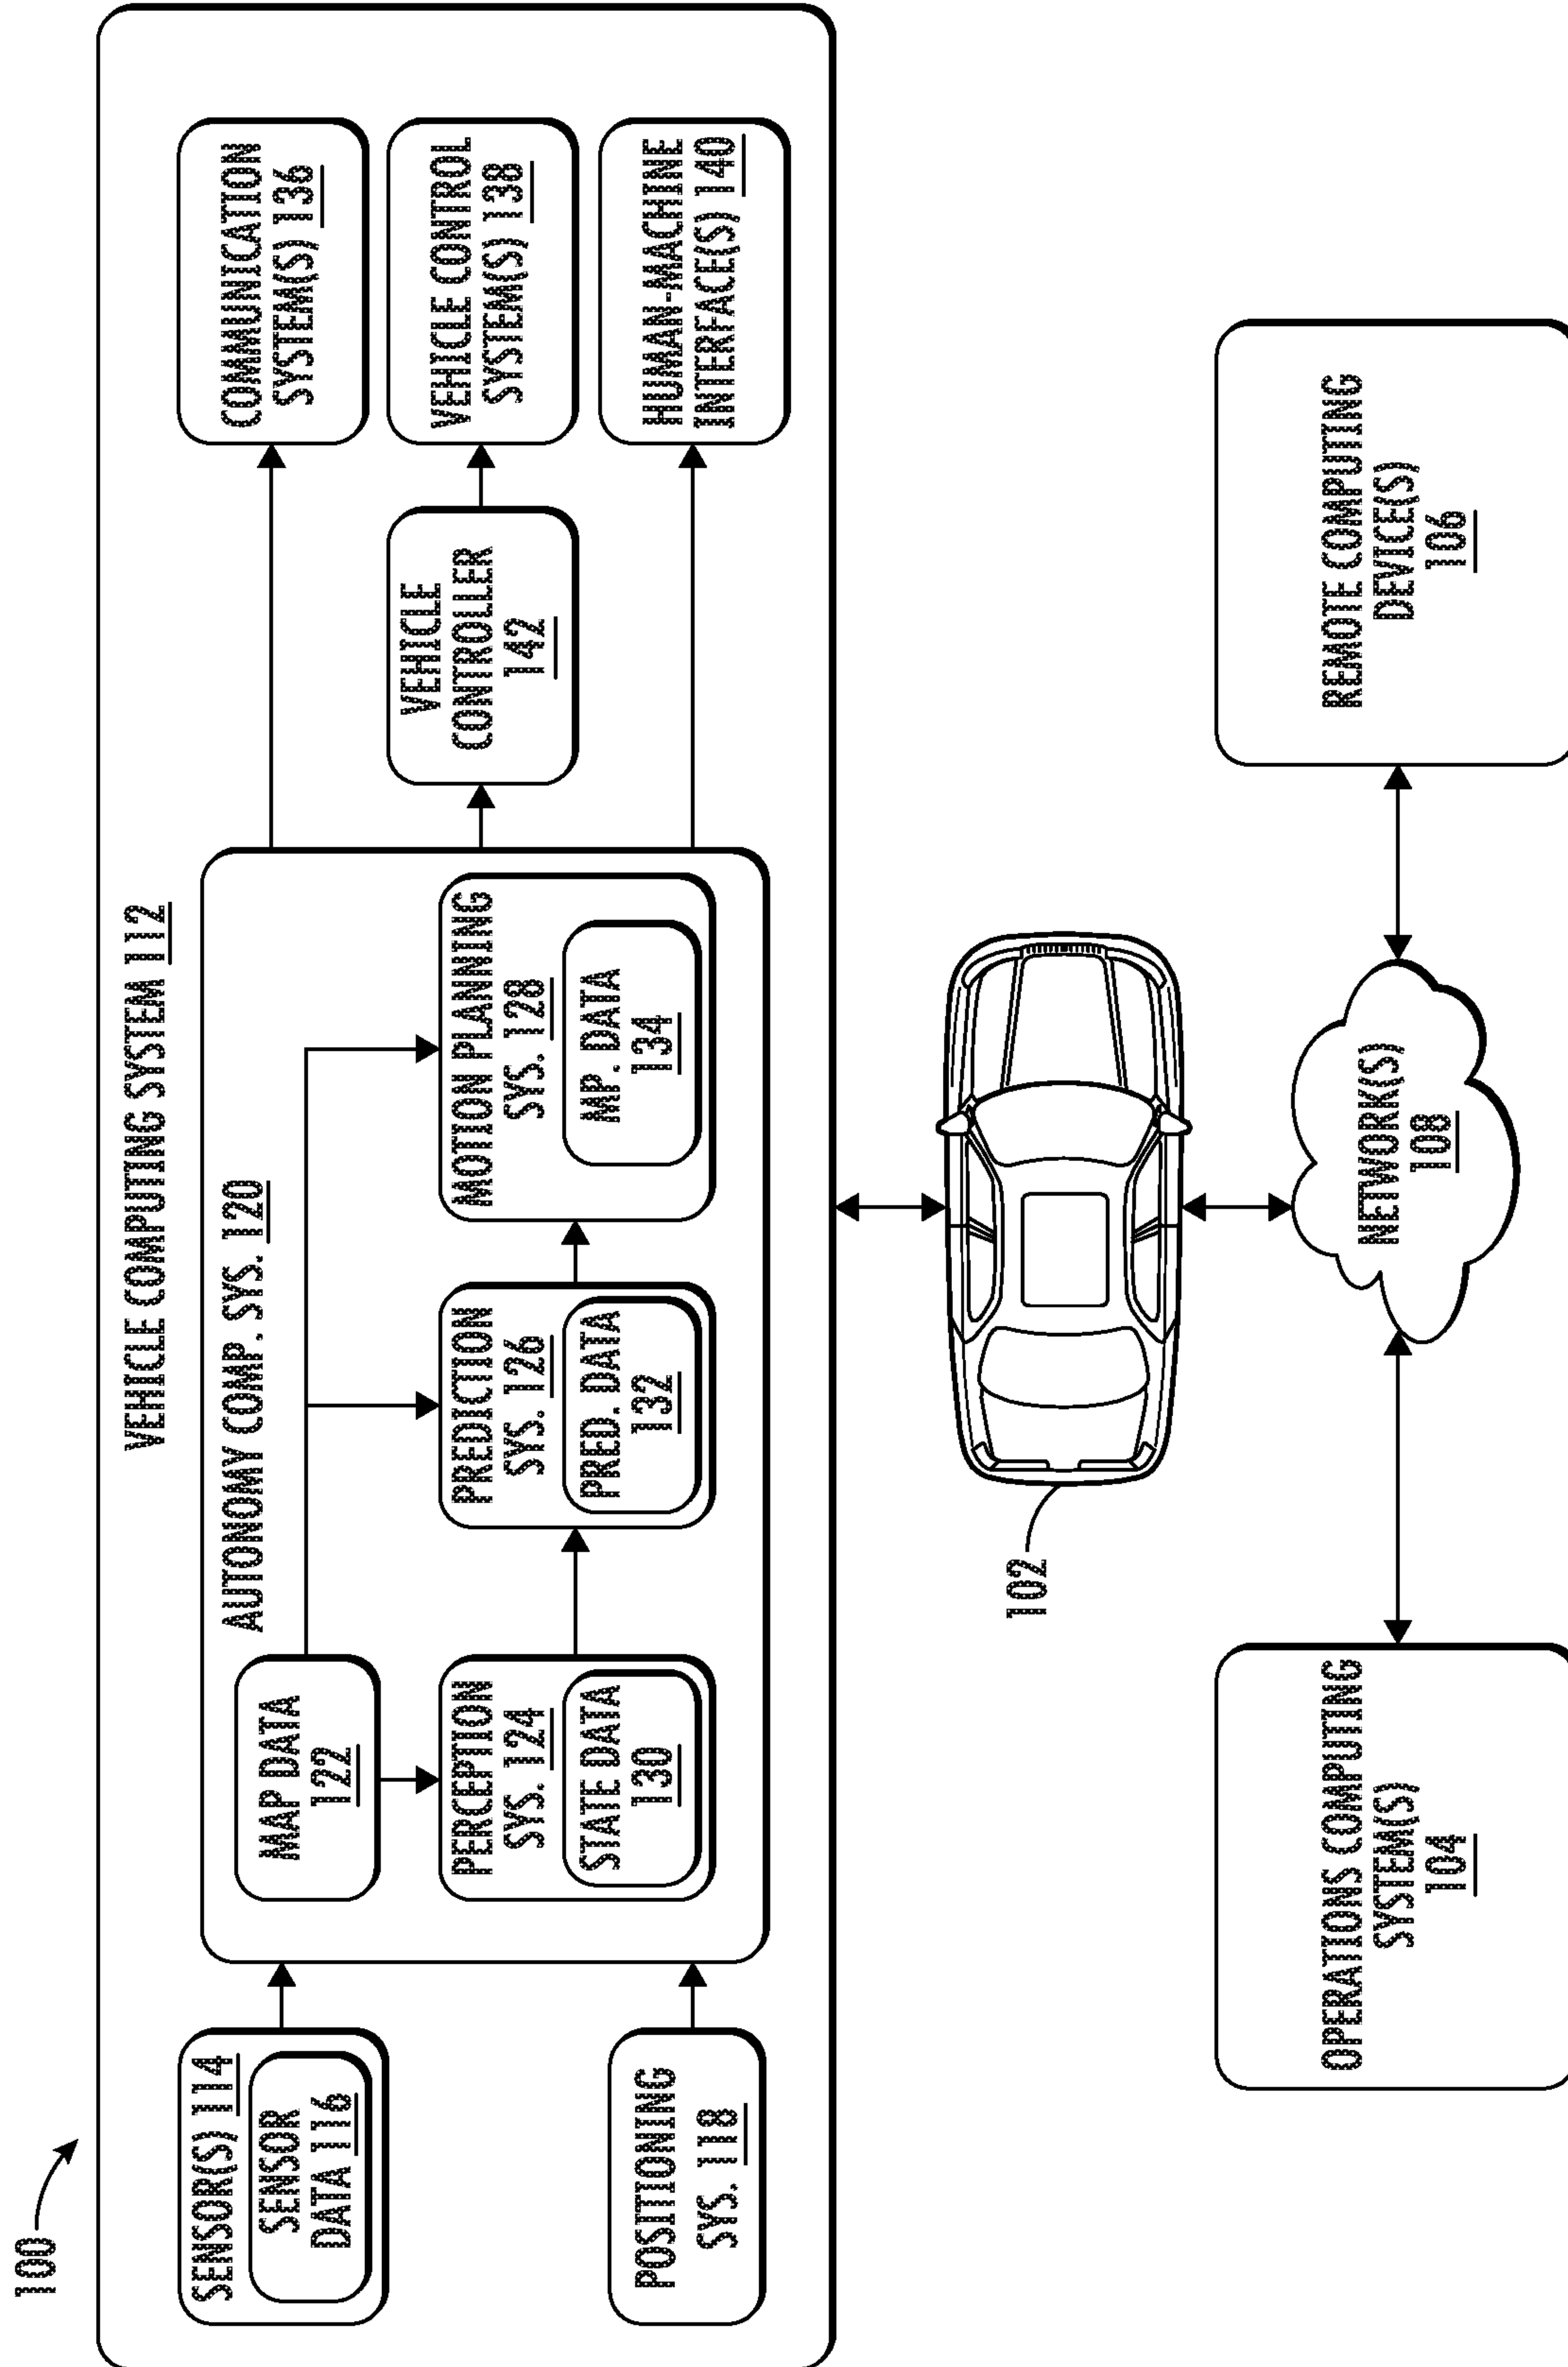 100
VEHICLE COMPUTING SYSTEM 112
SENSOR(S) 114
SENSOR
DATA 116
POSITIONING
SYS. 118
AUTONOMY COMP. SYS. 120
MAP DATA
122
PERCEPTION
SYS. 124
STATE DATA
130
PREDICTION
SYS. 126
PRED. DATA
132
MOTION PLANNING
SYS. 128
MP. DATA
134
VEHICLE
CONTROLLER
142
COMMUNICATION
SYSTEM(S) 136
VEHICLE CONTROL
SYSTEM(S) 138
HUMAN-MACHINE
INTERFACE(S) 140
102
OPERATIONS COMPUTING
SYSTEM(S)
104
NETWORK(S)
108
REMOTE COMPUTING
DEVICE(S)
106